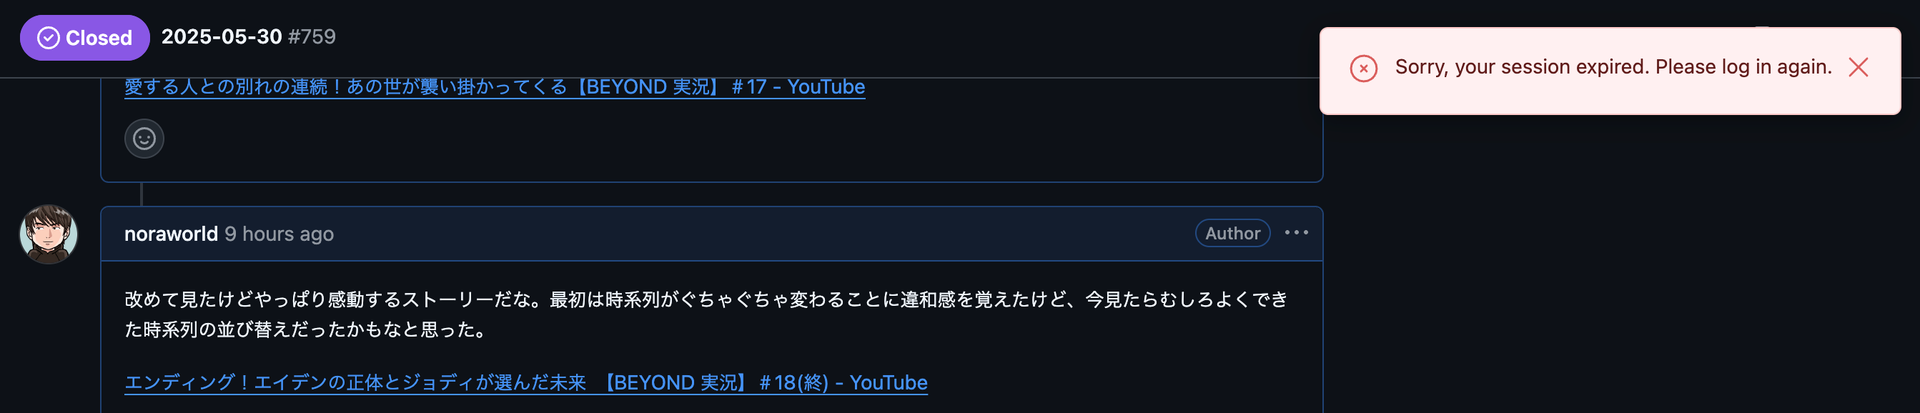 Closed 2025-05-30 #759
Sorry, your session expired. Please log in again.
愛する人との別れの連続！あの世が襲い掛かってくる【BEYOND 実況】 #17 - YouTube
noraworld 9 hours ago Author
改めて見たけどやっぱり感動するストーリーだな。最初は時系列がぐちゃぐちゃ変わることに違和感を覚えたけど、今見たらむしろよくでき
た時系列の並び替えだったかもなと思った。
エンディング！エイデンの正体とジョディが選んだ未来 【BEYOND 実況】 #18(終) - YouTube